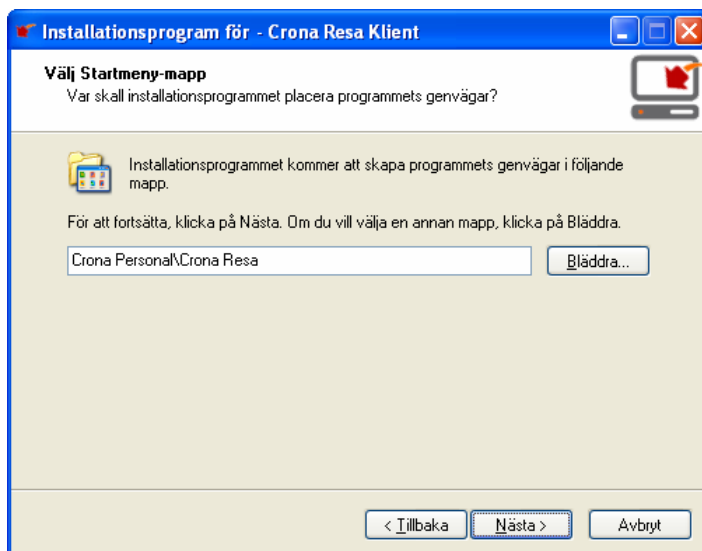 Installationsprogram för - Crona Resa Klient
Välj Startmeny-mapp
Var skall installationsprogrammet placera programmets genvägar?
Installationsprogrammet kommer att skapa programmets genvägar i följande
mapp.
För att fortsätta, klicka på Nästa. Om du vill välja en annan mapp, klicka på Bläddra.
Crona Personal\Crona Resa
Bläddra...
< Tillbaka
Nästa >
Avbryt